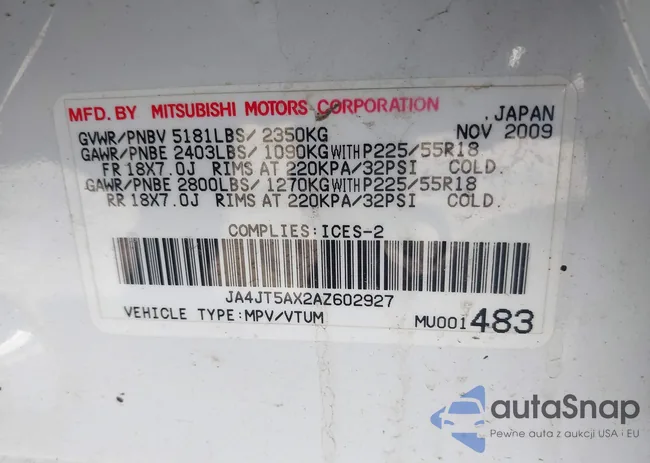 MFD. BY MITSUBISHI MOTORS CORPORATION ,JAPAN
GVWR/PNBV 5181LBS/ 2350KG NOV 2009
GAWR/PNBE 2403LBS/ 1090KG WITH P225/55R18
FR 18X7.0J RIMS AT 220KPA/32PSI COLD.
GAWR/PNBE 2800LBS/ 1270KG WITH P225/55R18
RR 18X7.0J RIMS AT 220KPA/32PSI COLD.
COMPLIES:ICES-2
JA4JT5AX2AZ602927
VEHICLE TYPE:MPV/VTUM MU001483
autaSnap
Pewne auta z aukcji USA i EU